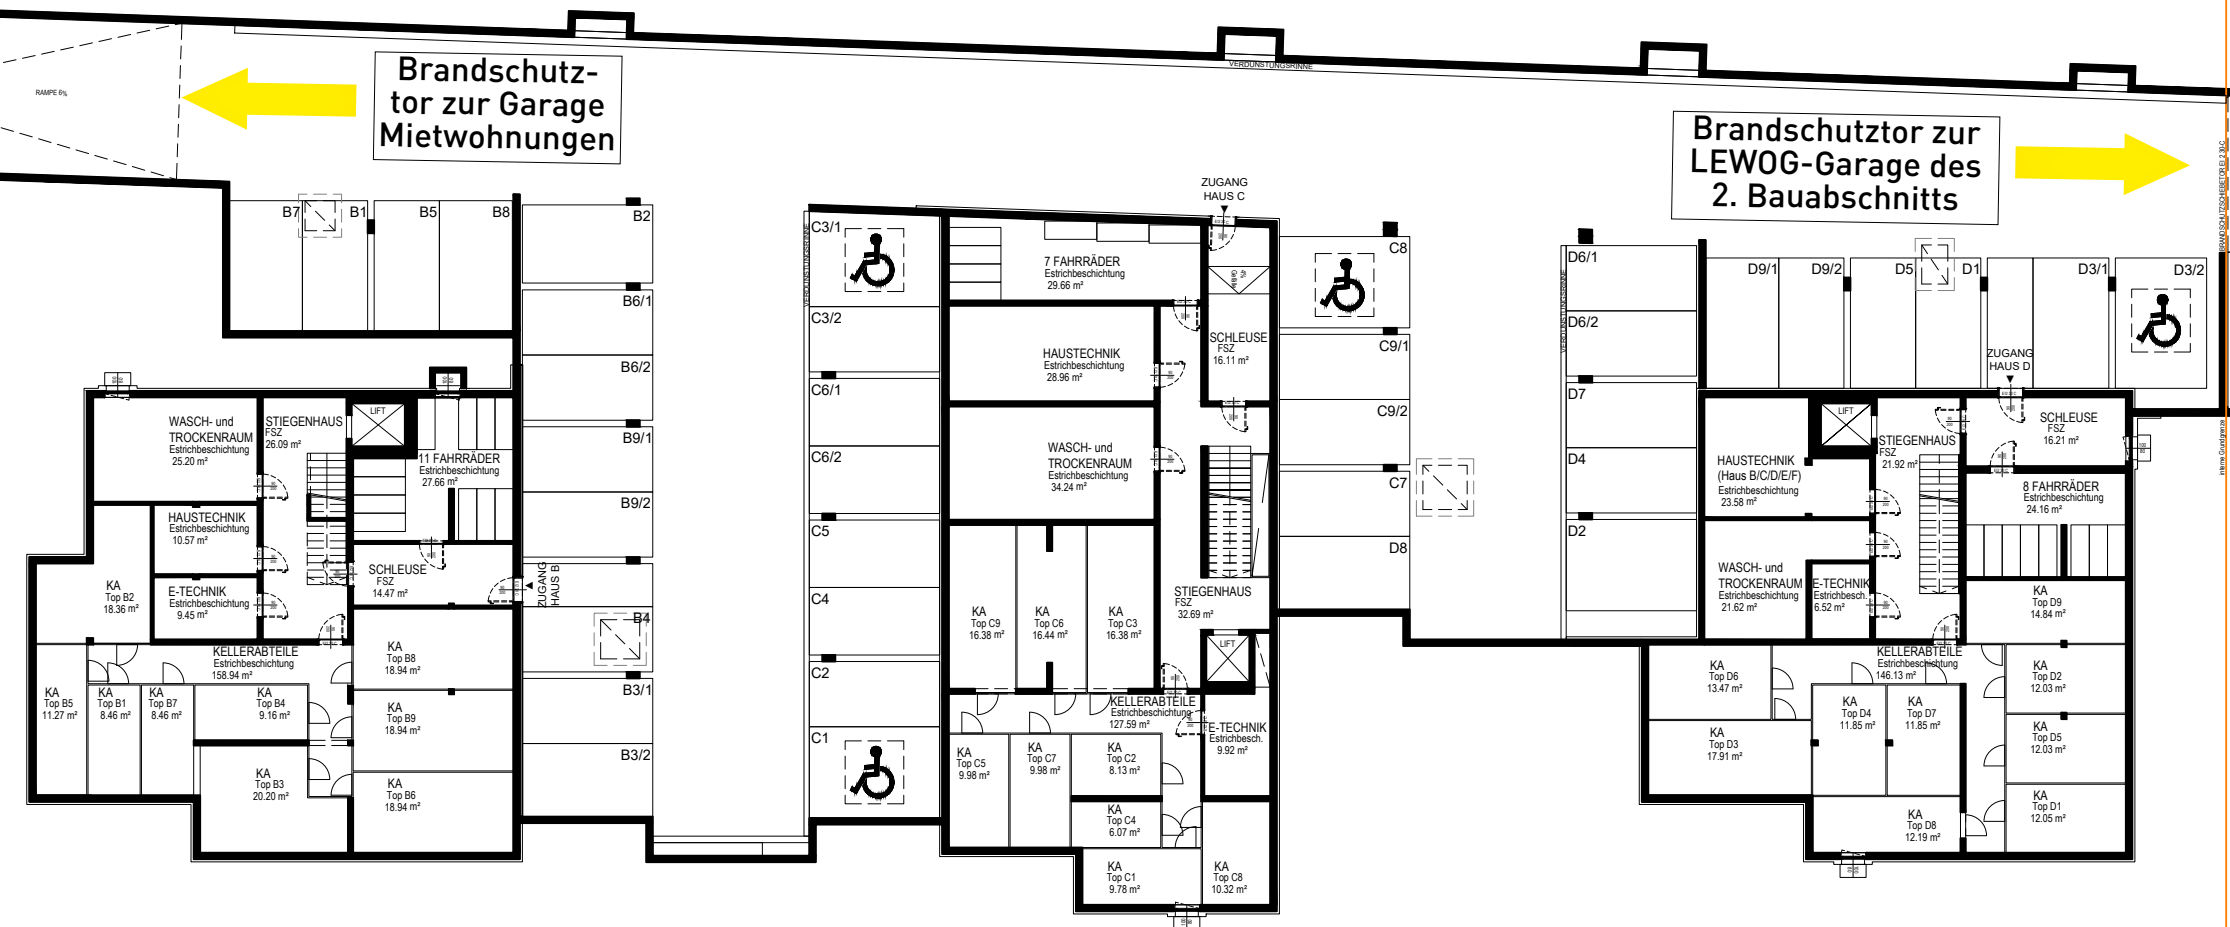 Brandschutz-
tor zur Garage
Mietwohnungen
RAMPE 6%
VERDUNSTUNGSRINNE
Brandschutztor zur
LEWOG-Garage des
2. Bauabschnitts
BRANDSCHUTZSCHIEBETOR EI 2 30 C
interne Grundgrenze
B7
B1
B5
B8
B2
B6/1
B6/2
B9/1
B9/2
ZUGANG
HAUS B
B4
B3/1
B3/2
WASCH- und
TROCKENRAUM
Estrichbeschichtung
25.20 m²
STIEGENHAUS
FSZ
26.09 m²
LIFT
11 FAHRRÄDER
Estrichbeschichtung
27.66 m²
HAUSTECHNIK
Estrichbeschichtung
10.57 m²
E-TECHNIK
Estrichbeschichtung
9.45 m²
SCHLEUSE
FSZ
14.47 m²
KA
Top B2
18.36 m²
KELLERABTEILE
Estrichbeschichtung
158.94 m²
KA
Top B8
18.94 m²
KA
Top B5
11.27 m²
KA
Top B1
8.46 m²
KA
Top B7
8.46 m²
KA
Top B4
9.16 m²
KA
Top B9
18.94 m²
KA
Top B3
20.20 m²
KA
Top B6
18.94 m²
VERDUNSTUNGSRINNE
C3/1
C3/2
C6/1
C6/2
C5
C4
C2
C1
ZUGANG
HAUS C
7 FAHRRÄDER
Estrichbeschichtung
29.66 m²
HAUSTECHNIK
Estrichbeschichtung
28.96 m²
SCHLEUSE
FSZ
16.11 m²
WASCH- und
TROCKENRAUM
Estrichbeschichtung
34.24 m²
STIEGENHAUS
FSZ
32.69 m²
LIFT
KA
Top C9
16.38 m²
KA
Top C6
16.44 m²
KA
Top C3
16.38 m²
KELLERABTEILE
Estrichbeschichtung
127.59 m²
E-TECHNIK
Estrichbesch.
9.92 m²
KA
Top C5
9.98 m²
KA
Top C7
9.98 m²
KA
Top C2
8.13 m²
KA
Top C4
6.07 m²
KA
Top C1
9.78 m²
KA
Top C8
10.32 m²
C8
C9/1
C9/2
C7
D8
VERDUNSTUNGSRINNE
D6/1
D6/2
D7
D4
D2
D9/1
D9/2
D5
D1
D3/1
D3/2
ZUGANG
HAUS D
HAUSTECHNIK
(Haus B/C/D/E/F)
Estrichbeschichtung
23.58 m²
LIFT
STIEGENHAUS
FSZ
21.92 m²
SCHLEUSE
FSZ
16.21 m²
8 FAHRRÄDER
Estrichbeschichtung
24.16 m²
WASCH- und
TROCKENRAUM
Estrichbeschichtung
21.62 m²
E-TECHNIK
Estrichbesch.
6.52 m²
KA
Top D9
14.84 m²
KELLERABTEILE
Estrichbeschichtung
146.13 m²
KA
Top D6
13.47 m²
KA
Top D2
12.03 m²
KA
Top D4
11.85 m²
KA
Top D7
11.85 m²
KA
Top D3
17.91 m²
KA
Top D5
12.03 m²
KA
Top D8
12.19 m²
KA
Top D1
12.05 m²